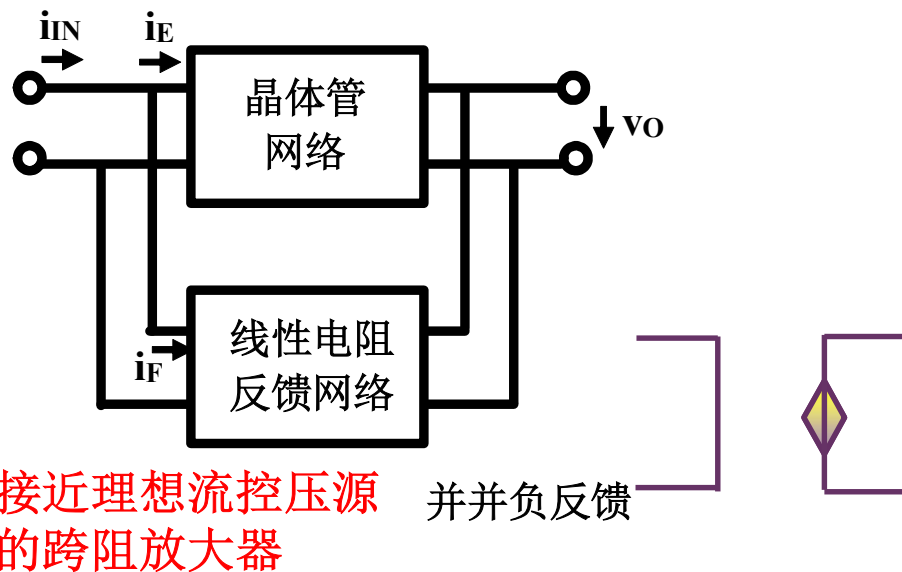 iIN
iE
晶体管
网络
vO
线性电阻
反馈网络
iF
接近理想流控压源
的跨阻放大器
并并负反馈